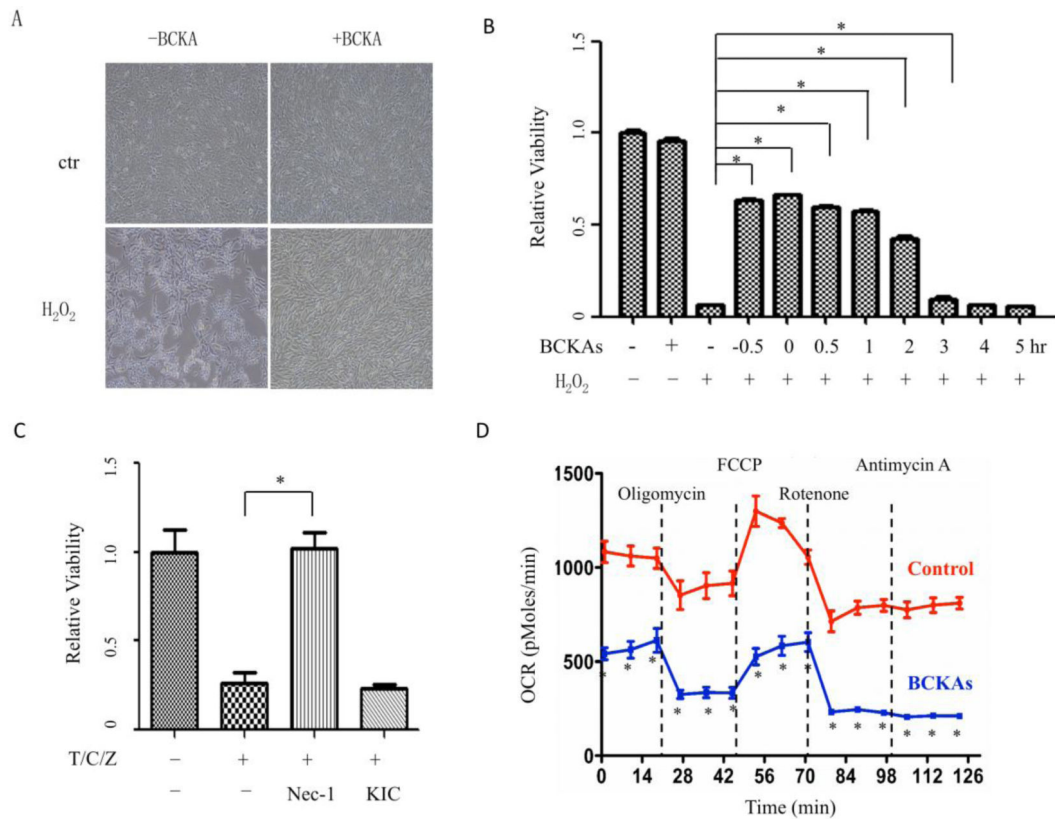 A
-BCKA +BCKA
ctr
H₂O₂
B
Relative Viability
1.5
1.0
0.5
0
* * * * * *
BCKAs - + - -0.5 0 0.5 1 2 3 4 5 hr
H₂O₂ − − + + + + + + + + +
C
Relative Viability
1.5
1.0
0.5
0
*
T/C/Z − + + +
− − Nec-1 KIC
D
FCCP Antimycin A
Oligomycin Rotenone
OCR (pMoles/min)
1500
1000
500
0
Control
BCKAs
* * * * * * * * * * * * * * *
0 14 28 42 56 70 84 98 112 126
Time (min)